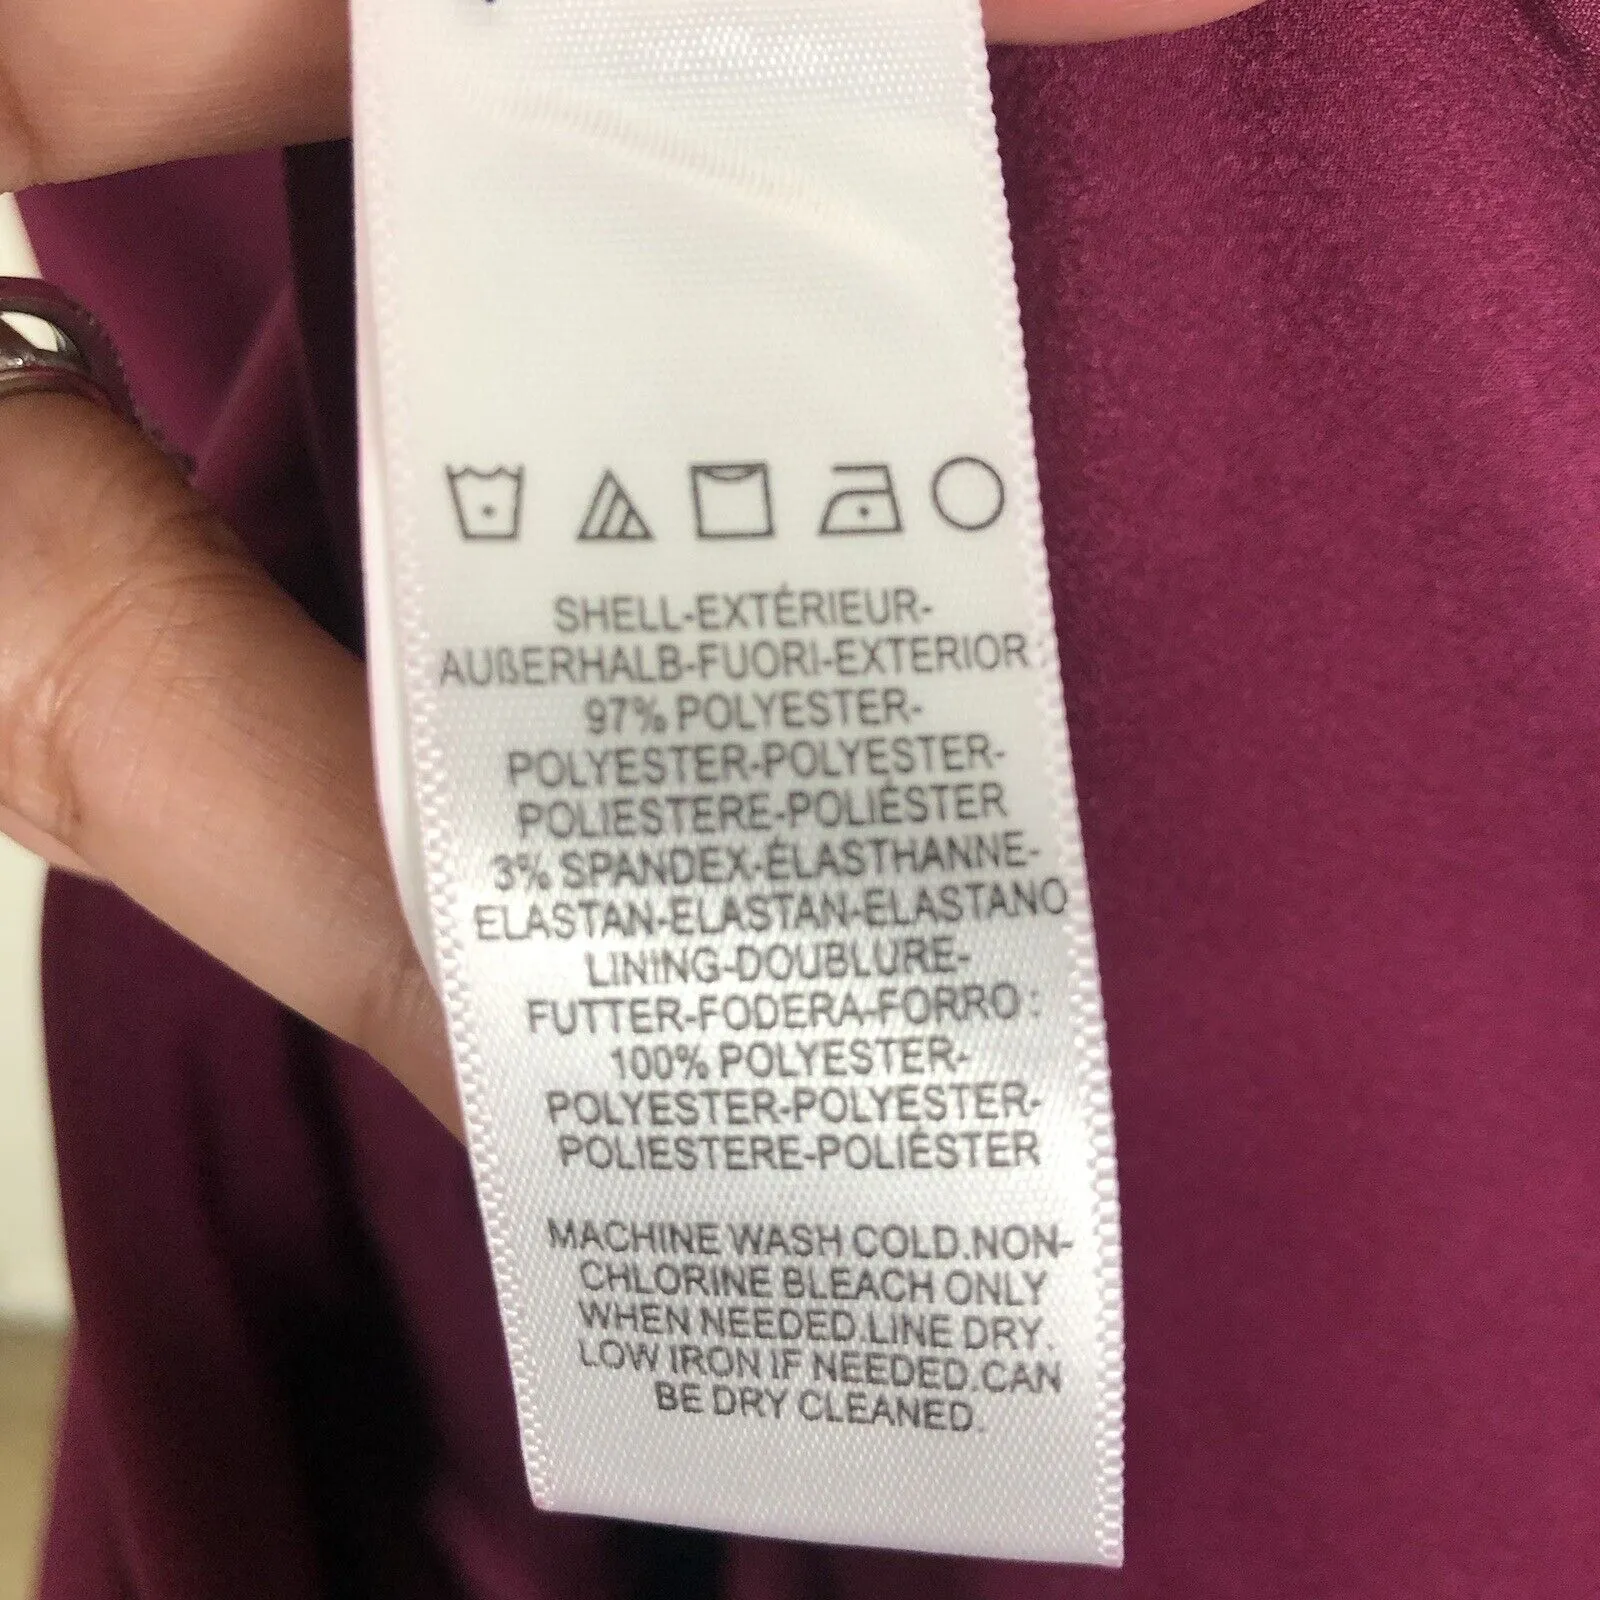 SHELL-EXTÉRIEUR-
AUßERHALB-FUORI-EXTERIOR
97% POLYESTER-
POLYESTER-POLYESTER-
POLIESTERE-POLIÉSTER
3% SPANDEX-ÉLASTHANNE-
ELASTAN-ELASTAN-ELASTANO
LINING-DOUBLURE-
FUTTER-FODERA-FORRO :
100% POLYESTER-
POLYESTER-POLYESTER-
POLIESTERE-POLIÉSTER
MACHINE WASH COLD.NON-
CHLORINE BLEACH ONLY
WHEN NEEDED.LINE DRY.
LOW IRON IF NEEDED.CAN
BE DRY CLEANED.